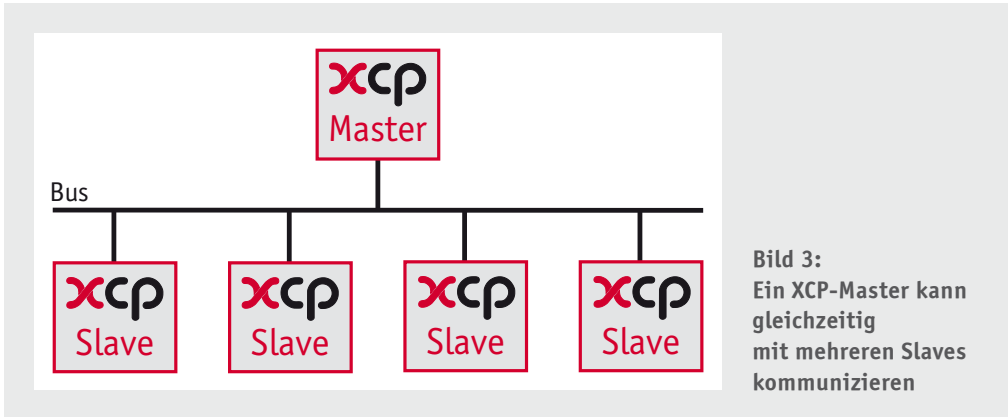 xcp
Master
Bus
xcp
Slave
xcp
Slave
xcp
Slave
xcp
Slave
Bild 3:
Ein XCP-Master kann
gleichzeitig
mit mehreren Slaves
kommunizieren